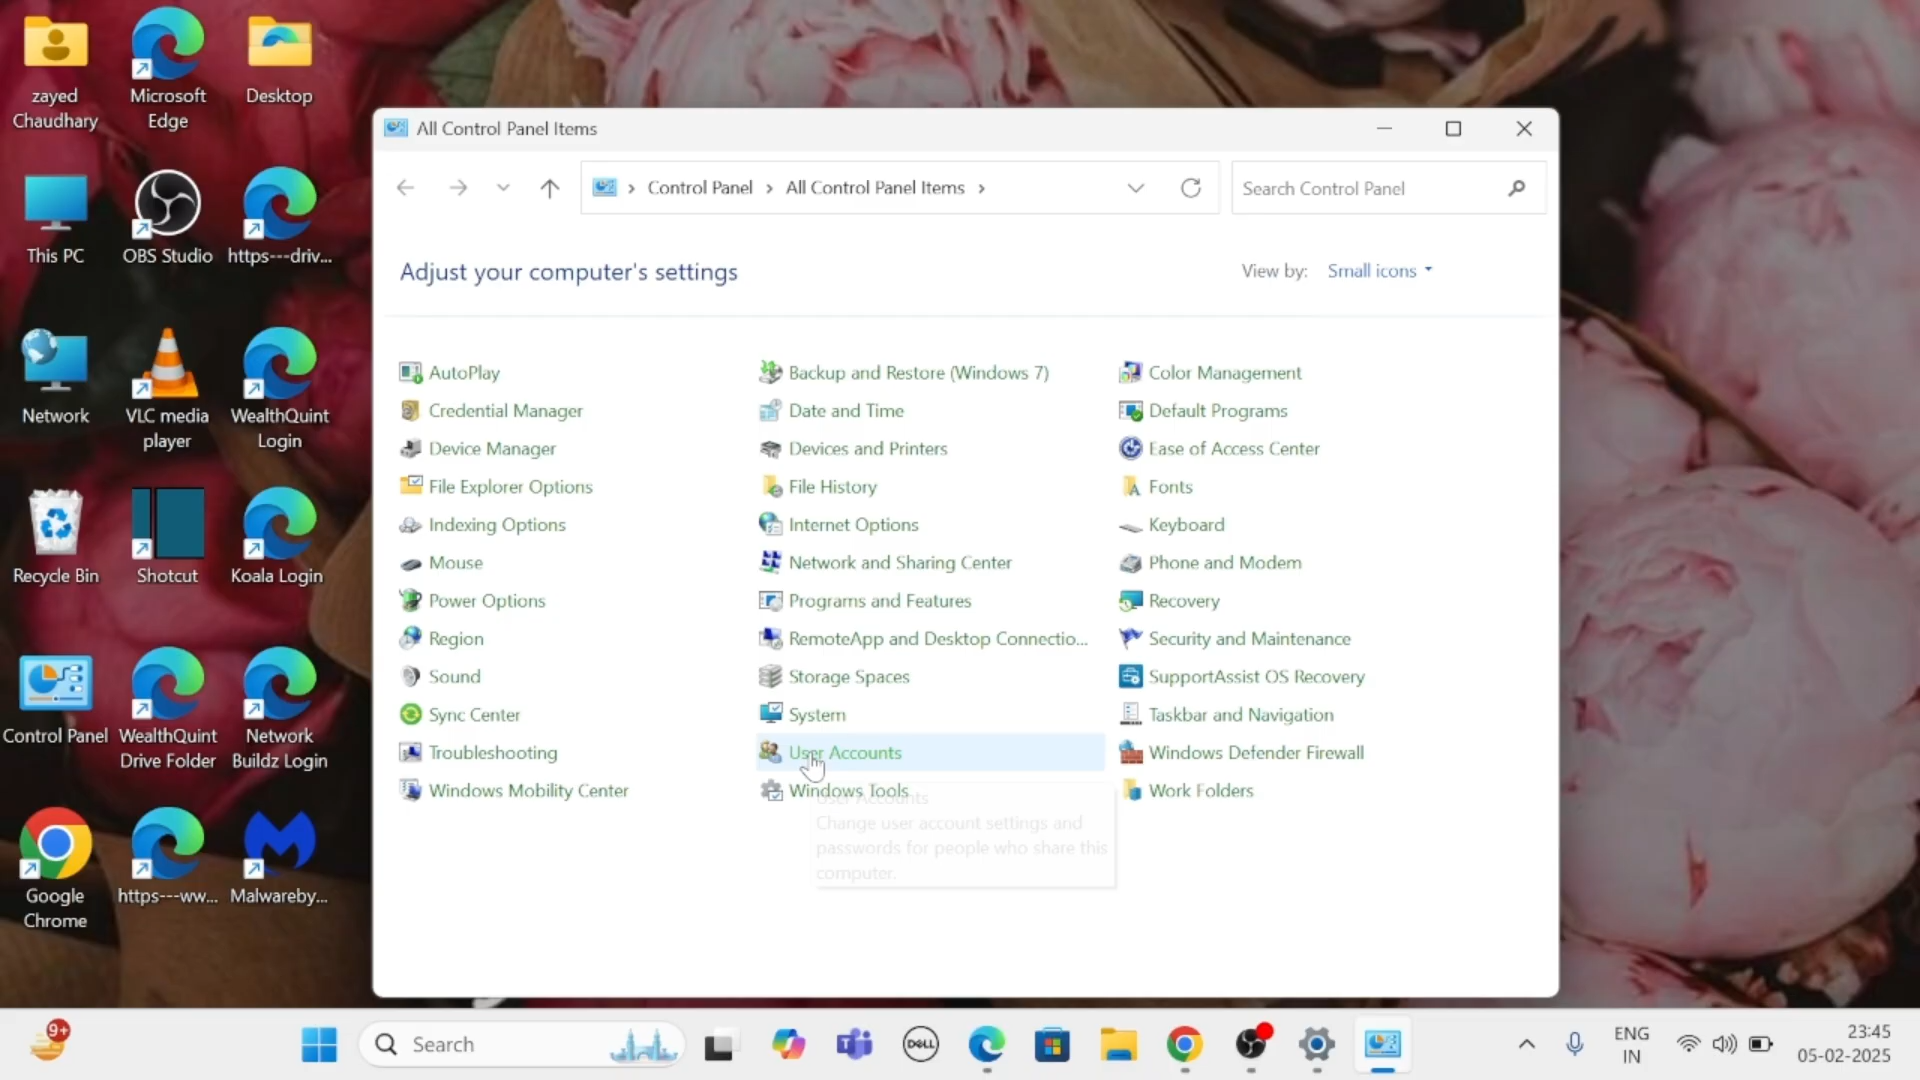 zayed
Chaudhary
Microsoft
Edge
Desktop
This PC
OBS Studio
https---driv...
Network
VLC media
player
WealthQuint
Login
Recycle Bin
Shotcut
Koala Login
Control Panel
WealthQuint
Drive Folder
Network
Buildz Login
Google
Chrome
https---ww...
Malwareby...
All Control Panel Items
Control Panel
All Control Panel Items
Search Control Panel
Adjust your computer's settings
View by:
Small icons
AutoPlay
Backup and Restore (Windows 7)
Color Management
Credential Manager
Date and Time
Default Programs
Device Manager
Devices and Printers
Ease of Access Center
File Explorer Options
File History
Fonts
Indexing Options
Internet Options
Keyboard
Mouse
Network and Sharing Center
Phone and Modem
Power Options
Programs and Features
Recovery
Region
RemoteApp and Desktop Connectio...
Security and Maintenance
Sound
Storage Spaces
SupportAssist OS Recovery
Sync Center
System
Taskbar and Navigation
Troubleshooting
User Accounts
Windows Defender Firewall
Windows Mobility Center
Windows Tools
Work Folders
User Accounts
Change user account settings and
passwords for people who share this
computer.
9+
Search
DELL
ENG
IN
23:45
05-02-2025